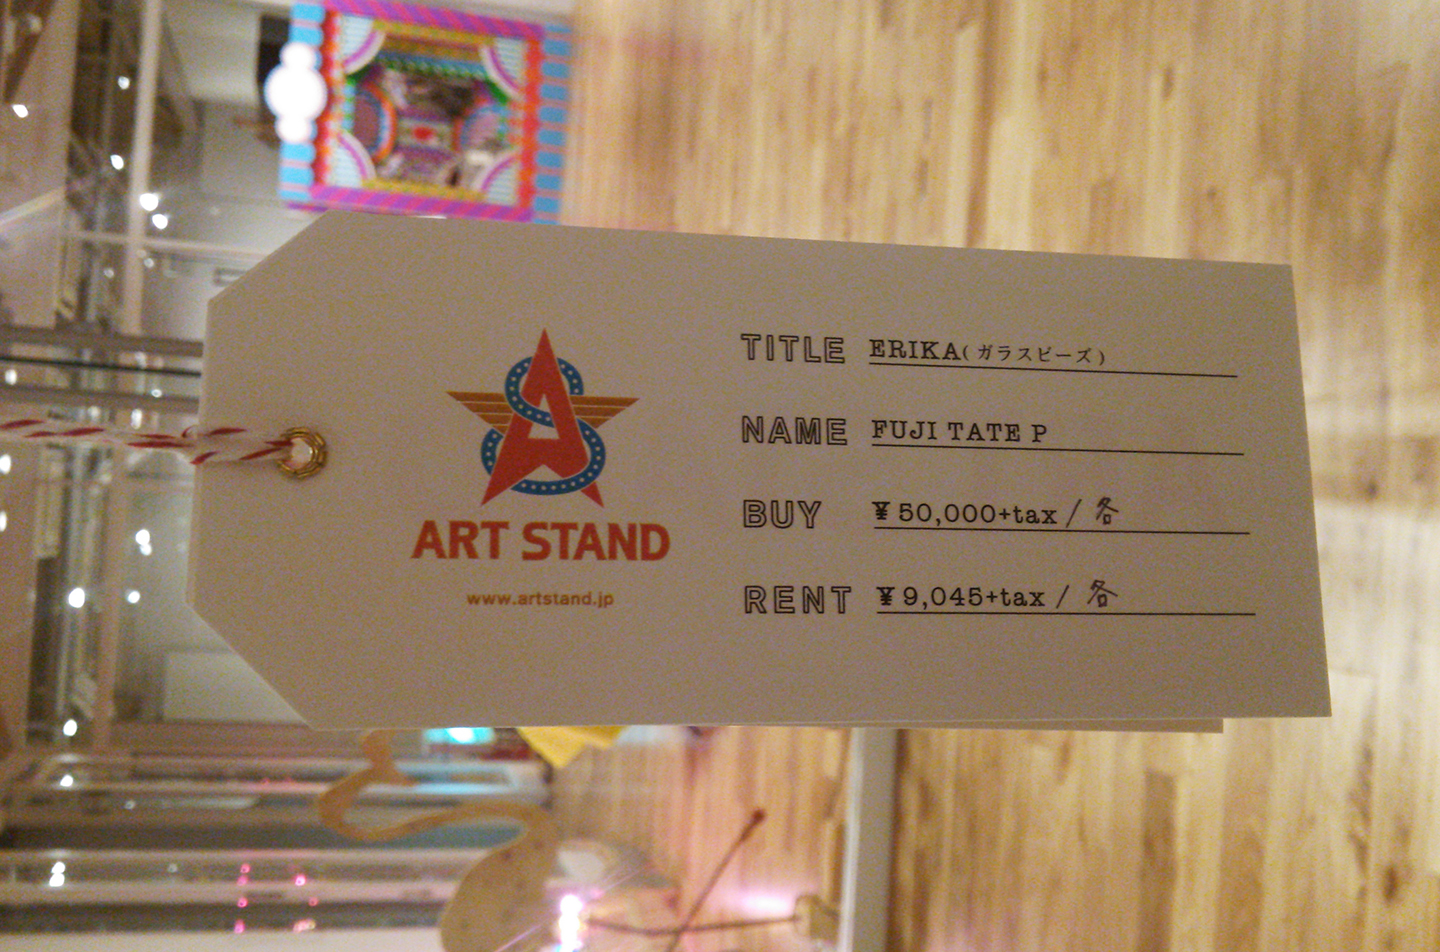 ART STAND
www.artstand.jp
TITLE ERIKA(ガラスビーズ)
NAME FUJI TATE P
BUY ¥50,000+tax / 各
RENT ¥9,045+tax / 各